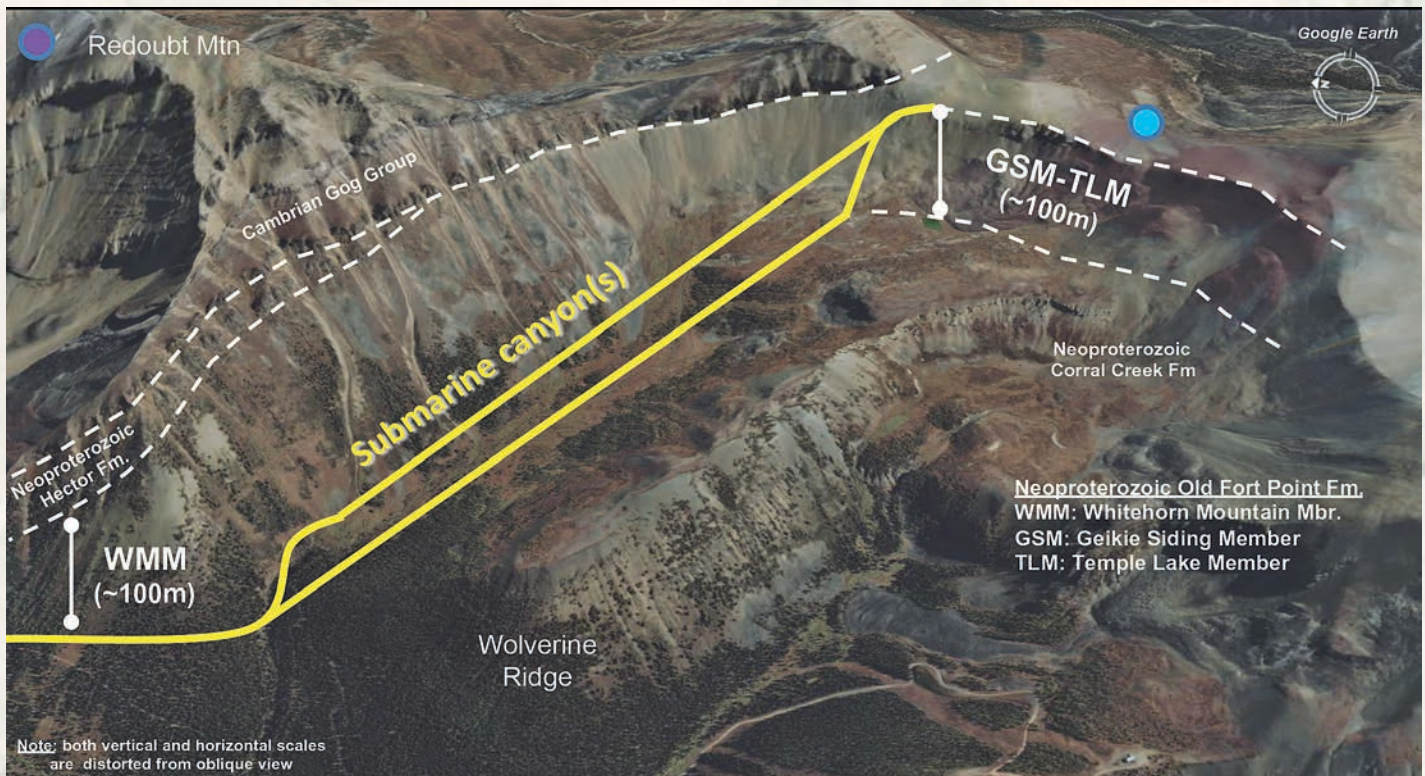 Redoubt Mtn
Google Earth
N
Cambrian Gog Group
GSM-TLM
(~100m)
Submarine canyon(s)
Neoproterozoic
Corral Creek Fm
Neoproterozoic
Hector Fm.
WMM
(~100m)
Neoproterozoic Old Fort Point Fm.
WMM: Whitehorn Mountain Mbr.
GSM: Geikie Siding Member
TLM: Temple Lake Member
Wolverine
Ridge
Note: both vertical and horizontal scales
are distorted from oblique view